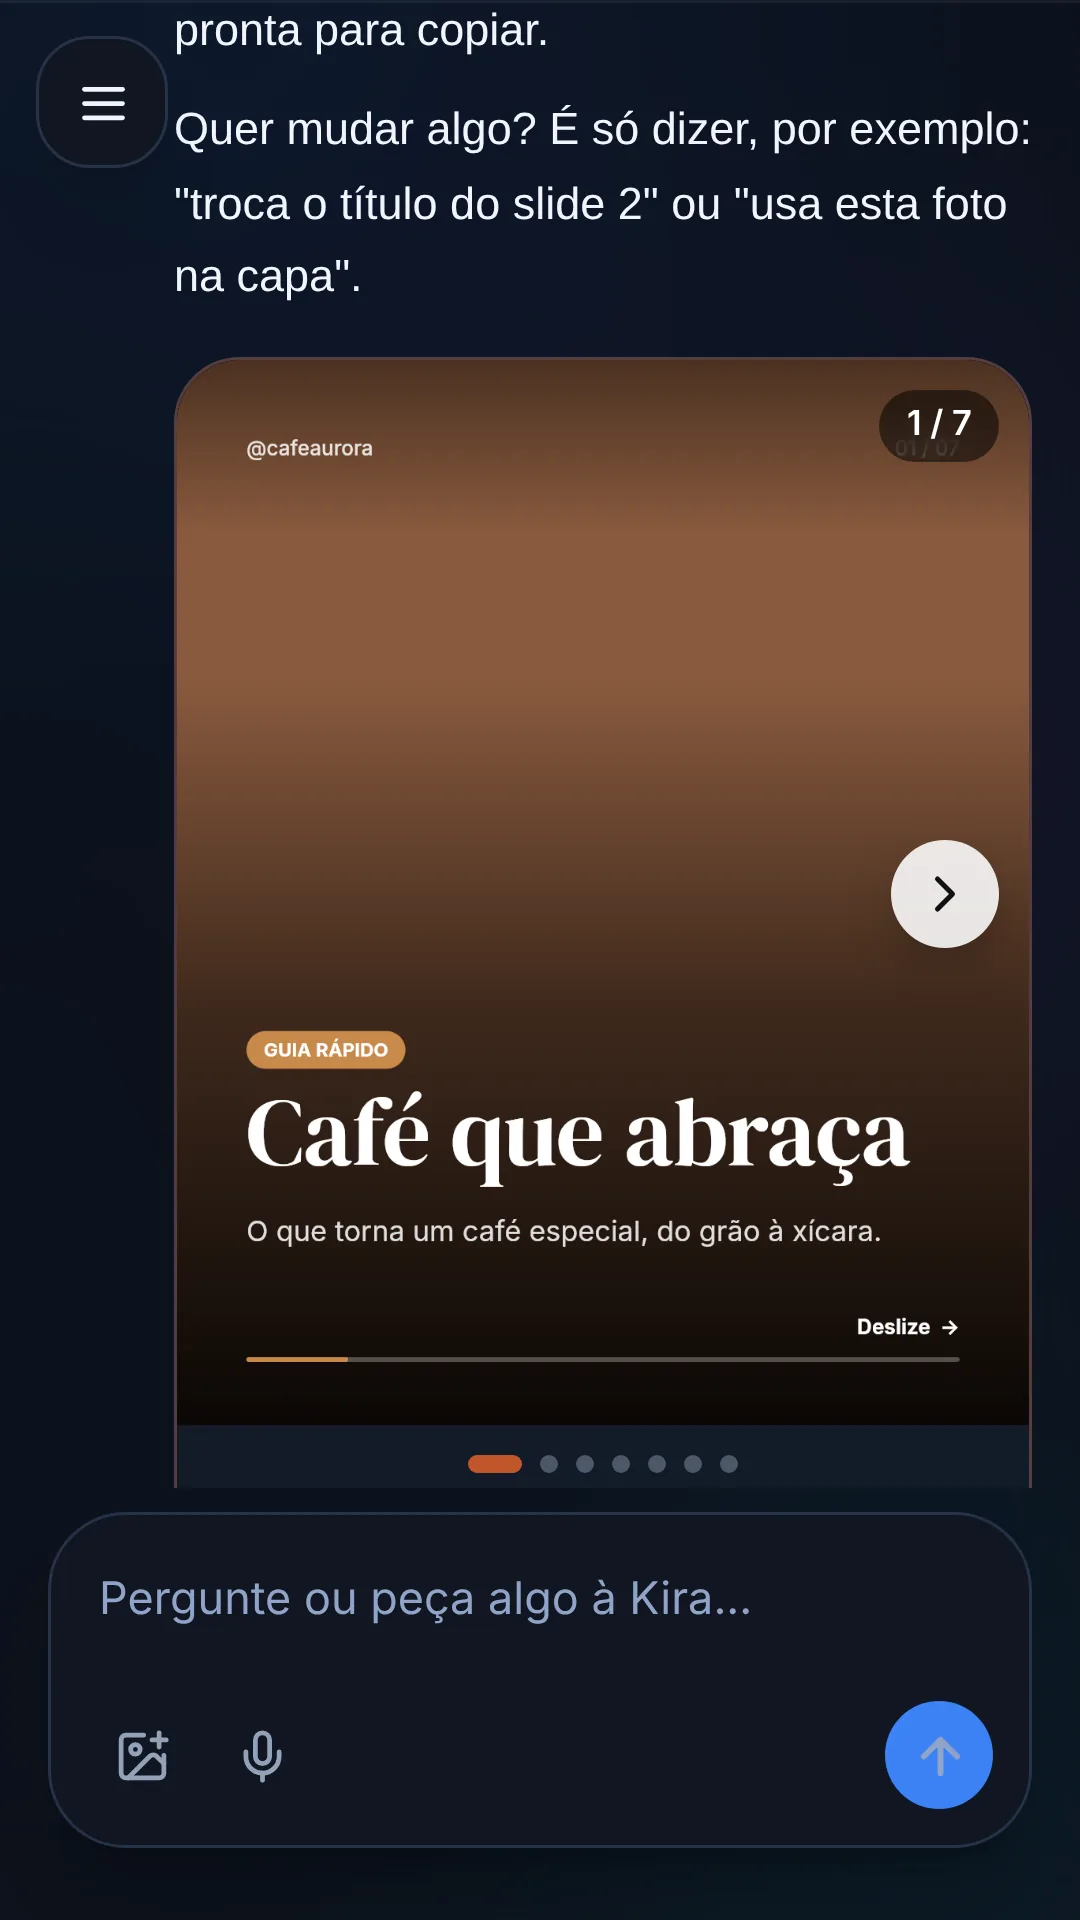 pronta para copiar.
Quer mudar algo? É só dizer, por exemplo:
"troca o título do slide 2" ou "usa esta foto
na capa".
@cafeaurora
1 / 7
01 / 07
GUIA RÁPIDO
Café que abraça
O que torna um café especial, do grão à xícara.
Deslize →
Pergunte ou peça algo à Kira...